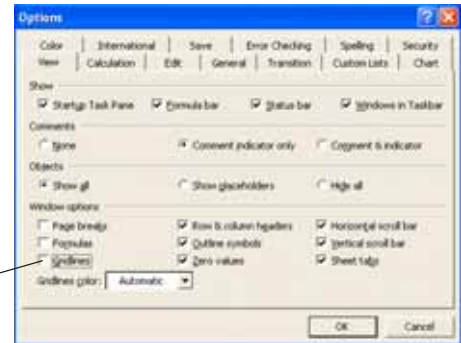 Options
Color International Save Error Checking Spelling Security
View Calculation Edit General Transition Custom Lists Chart
Show
Startup Task Pane Formula bar Status bar Windows in Taskbar
Comments
None Comment indicator only Comment & indicator
Objects
Show all Show placeholders Hide all
Window options
Page breaks Row & column headers Horizontal scroll bar
Formulas Outline symbols Vertical scroll bar
Gridlines Zero values Sheet tabs
Gridlines color: Automatic
OK Cancel